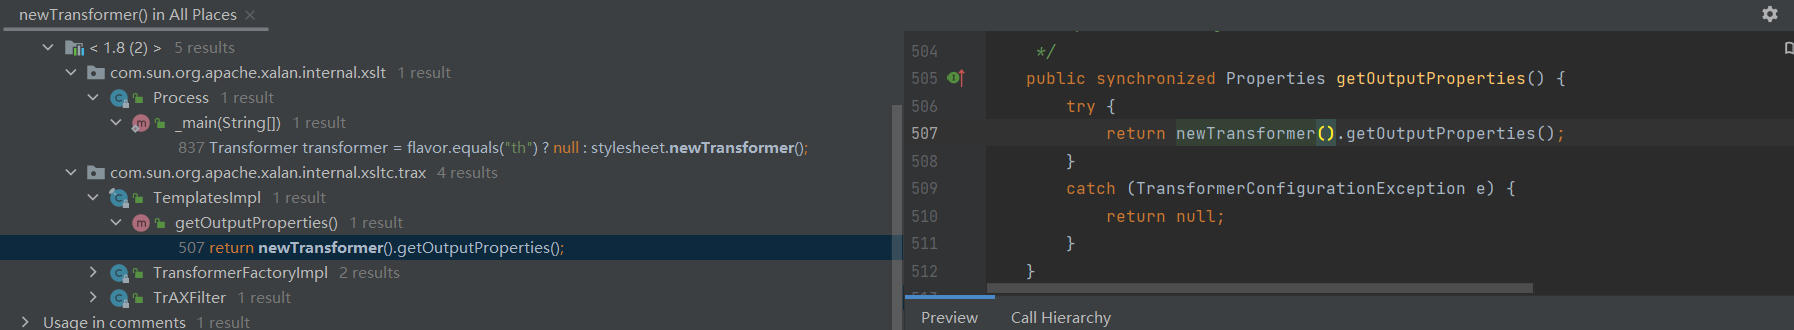 newTransformer() in All Places
< 1.8 (2) > 5 results
com.sun.org.apache.xalan.internal.xslt 1 result
Process 1 result
_main(String[]) 1 result
837 Transformer transformer = flavor.equals("th") ? null : stylesheet.newTransformer();
com.sun.org.apache.xalan.internal.xsltc.trax 4 results
TemplatesImpl 1 result
getOutputProperties() 1 result
507 return newTransformer().getOutputProperties();
TransformerFactoryImpl 2 results
TrAXFilter 1 result
Usage in comments 1 result
504 */
505 public synchronized Properties getOutputProperties() {
506 try {
507 return newTransformer().getOutputProperties();
508 }
509 catch (TransformerConfigurationException e) {
510 return null;
511 }
512 }
Preview Call Hierarchy